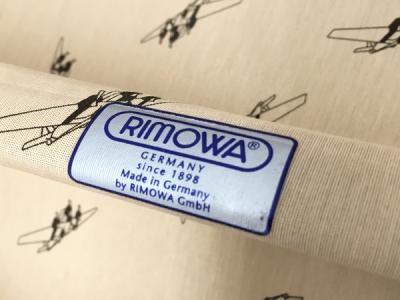 RIMOWA®
GERMANY
since 1898
Made in Germany
by RIMOWA GmbH